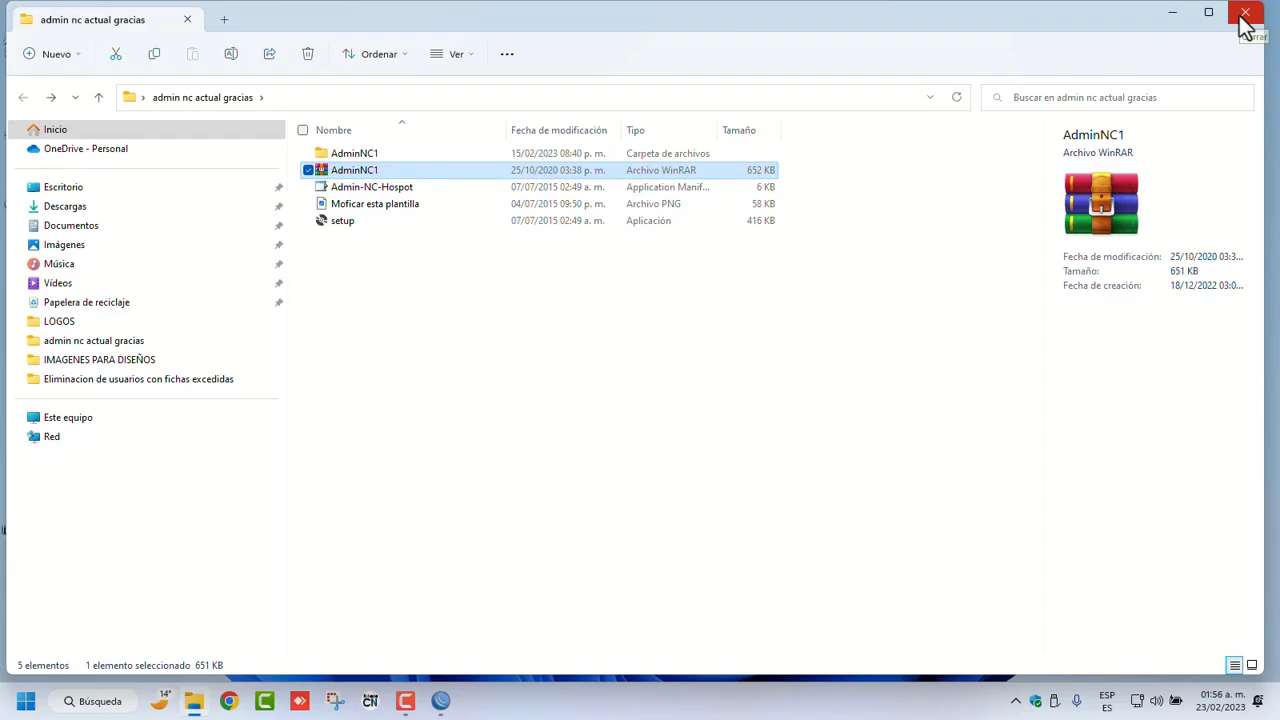 admin nc actual gracias
Nuevo
Ordenar
Ver
admin nc actual gracias
Buscar en admin nc actual gracias
Inicio
OneDrive - Personal
Escritorio
Descargas
Documentos
Imágenes
Música
Vídeos
Papelera de reciclaje
LOGOS
admin nc actual gracias
IMAGENES PARA DISEÑOS
Eliminacion de usuarios con fichas excedidas
Este equipo
Red
Nombre Fecha de modificación Tipo Tamaño
AdminNC1 15/02/2023 08:40 p. m. Carpeta de archivos
AdminNC1 25/10/2020 03:38 p. m. Archivo WinRAR 652 KB
Admin-NC-Hospot 07/07/2015 02:49 a. m. Application Manif... 6 KB
Moficar esta plantilla 04/07/2015 09:50 p. m. Archivo PNG 58 KB
setup 07/07/2015 02:49 a. m. Aplicación 416 KB
AdminNC1
Archivo WinRAR
Fecha de modificación: 25/10/2020 03:3...
Tamaño: 651 KB
Fecha de creación: 18/12/2022 03:0...
5 elementos 1 elemento seleccionado 651 KB
Búsqueda
14°
CN
ESP
ES
01:56 a. m.
23/02/2023